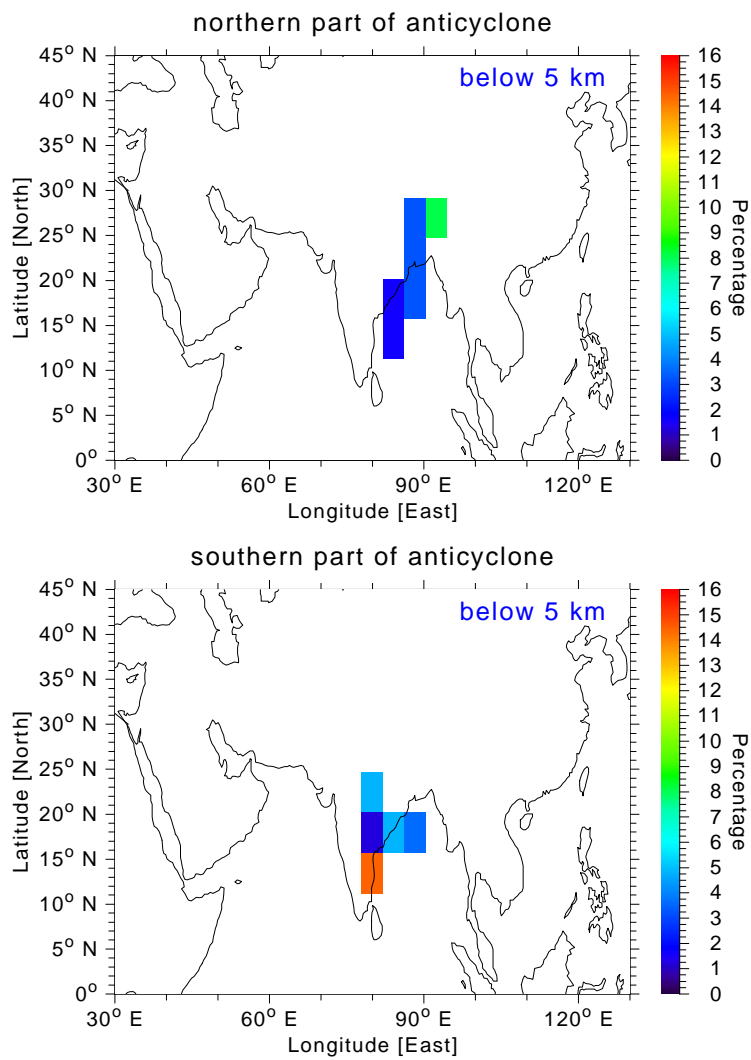 northern part of anticyclone
below 5 km
45° N
40° N
35° N
30° N
25° N
20° N
15° N
10° N
5° N
0°
Latitude [North]
30° E
60° E
90° E
120° E
Longitude [East]
16
15
14
13
12
11
10
9
8
7
6
5
4
3
2
1
0
Percentage
southern part of anticyclone
below 5 km
45° N
40° N
35° N
30° N
25° N
20° N
15° N
10° N
5° N
0°
Latitude [North]
30° E
60° E
90° E
120° E
Longitude [East]
16
15
14
13
12
11
10
9
8
7
6
5
4
3
2
1
0
Percentage